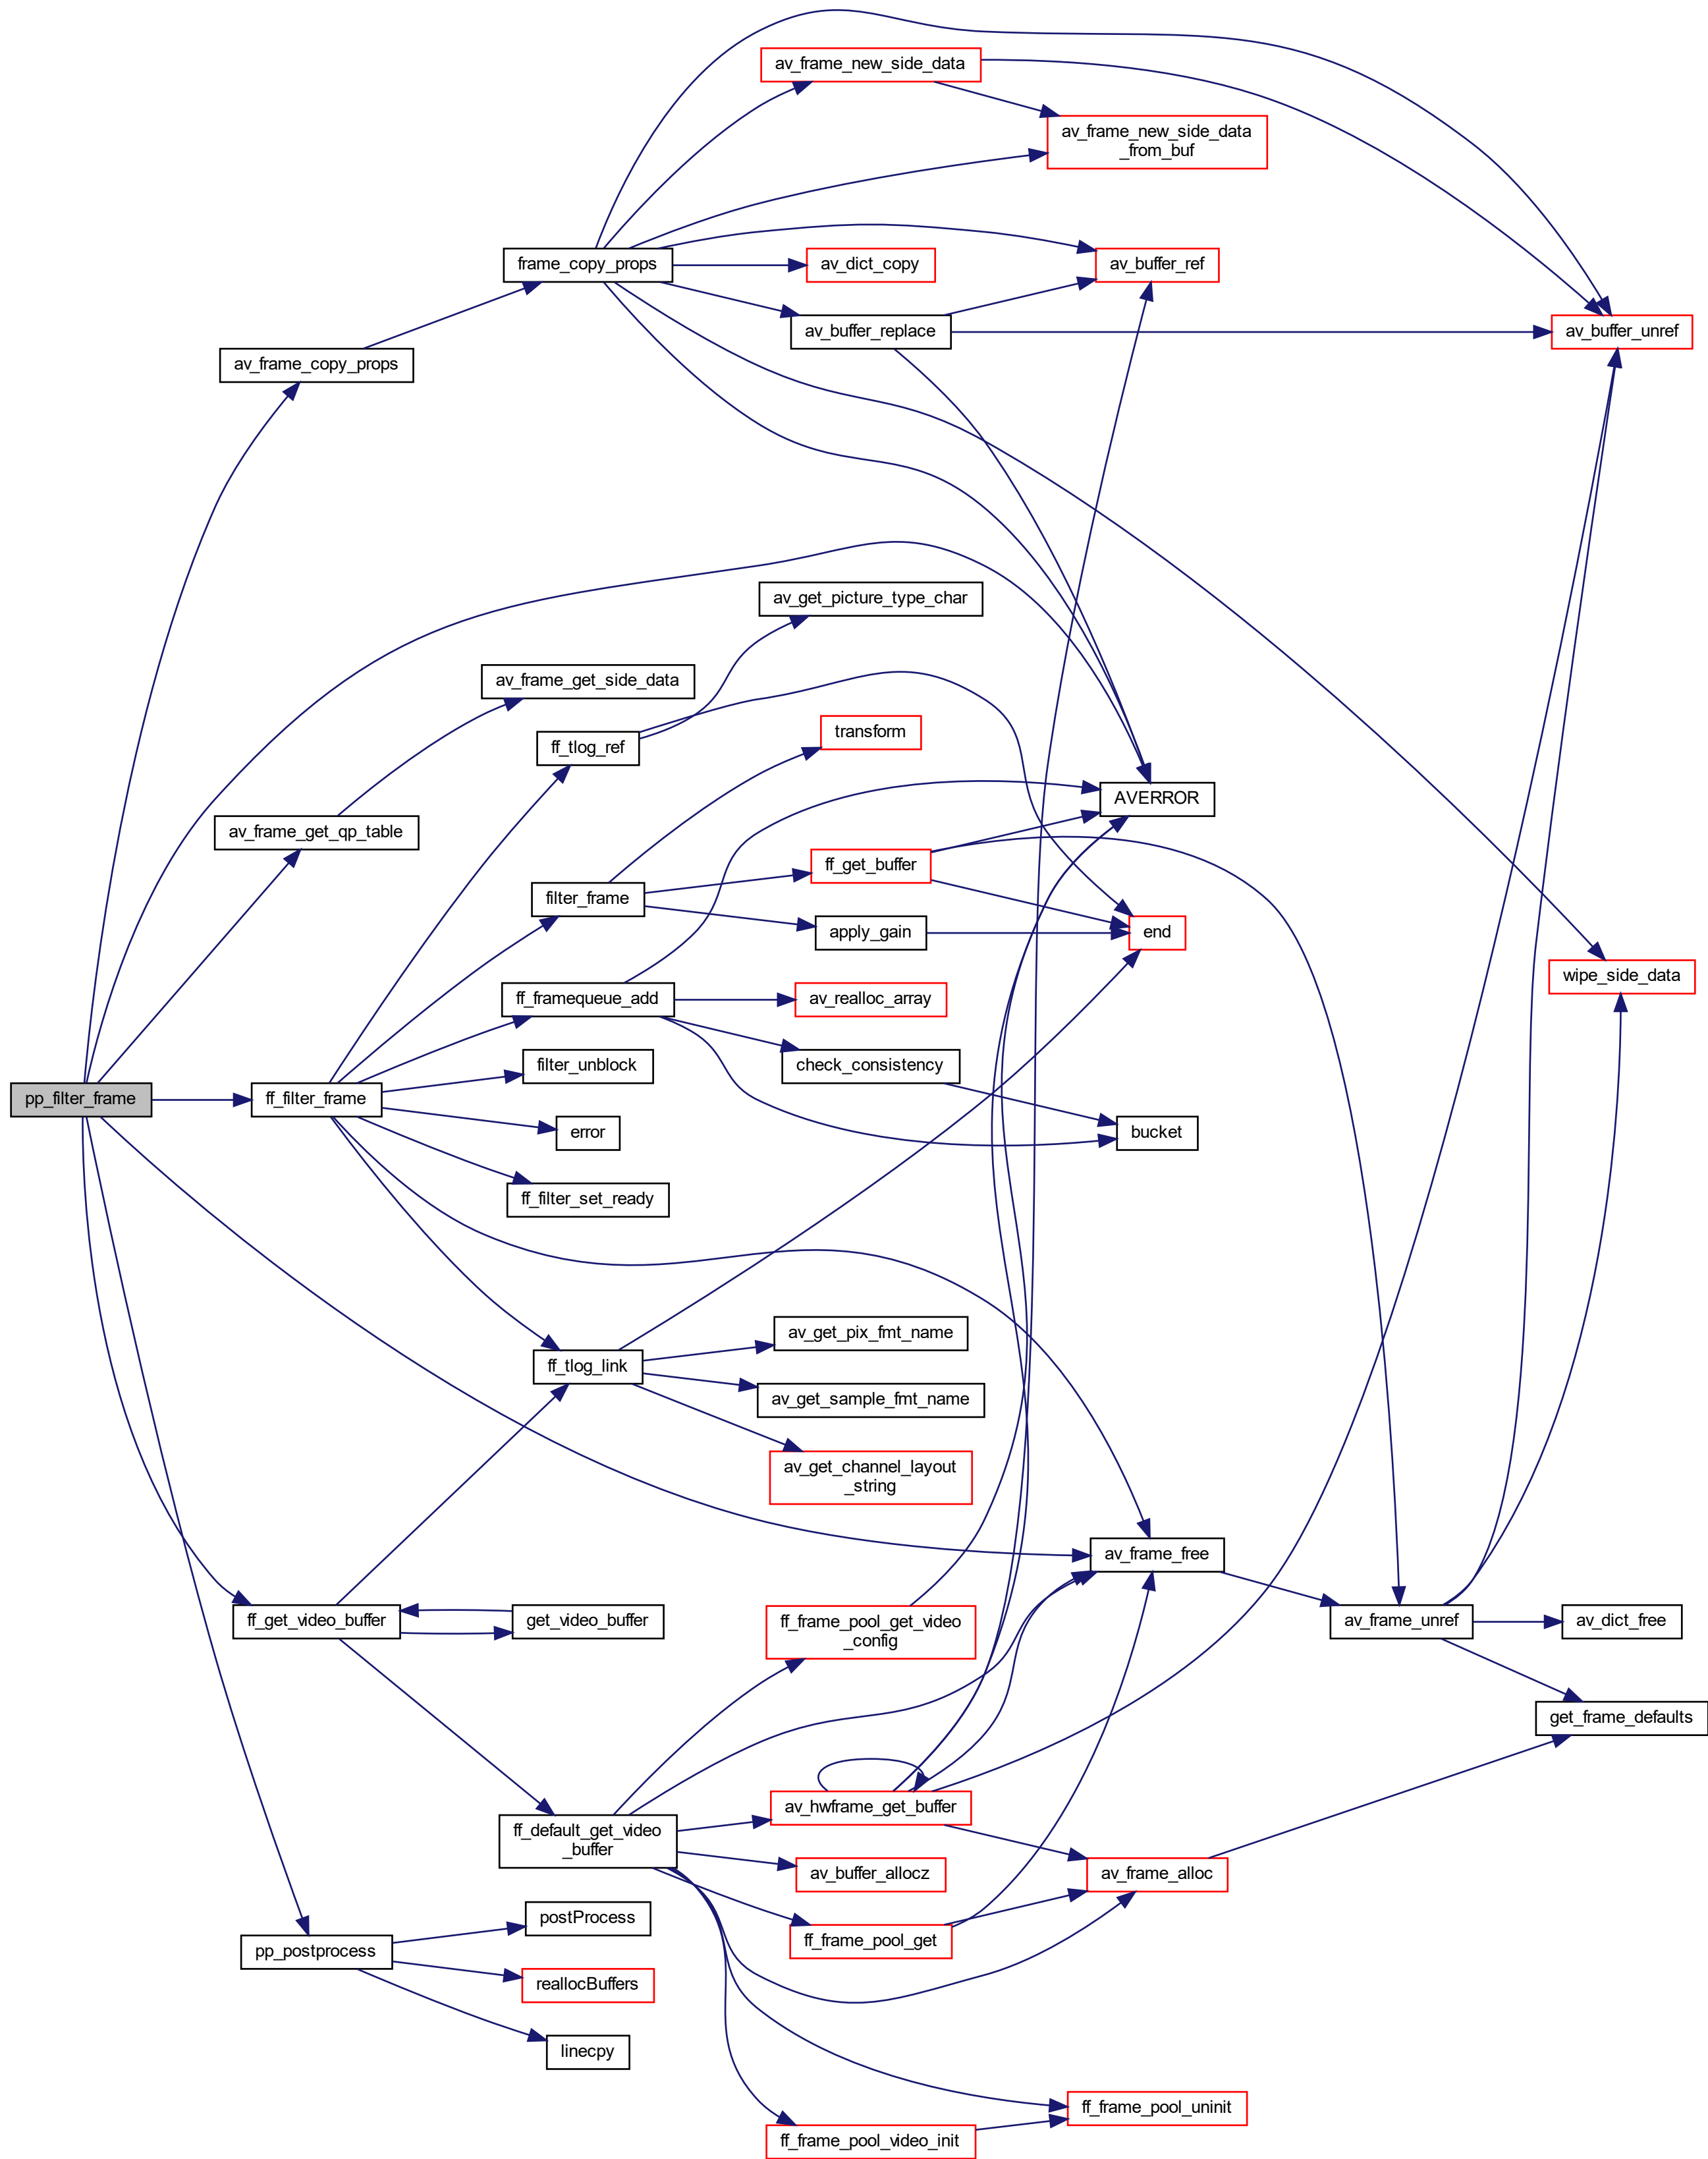 av_frame_new_side_data
av_frame_new_side_data
_from_buf
frame_copy_props
av_dict_copy
av_buffer_ref
av_buffer_replace
av_buffer_unref
av_frame_copy_props
av_get_picture_type_char
av_frame_get_side_data
transform
ff_tlog_ref
AVERROR
av_frame_get_qp_table
ff_get_buffer
filter_frame
apply_gain
end
wipe_side_data
ff_framequeue_add
av_realloc_array
filter_unblock
check_consistency
pp_filter_frame
ff_filter_frame
error
bucket
ff_filter_set_ready
av_get_pix_fmt_name
ff_tlog_link
av_get_sample_fmt_name
av_get_channel_layout
_string
av_frame_free
ff_get_video_buffer
get_video_buffer
ff_frame_pool_get_video
_config
av_frame_unref
av_dict_free
get_frame_defaults
av_hwframe_get_buffer
ff_default_get_video
_buffer
av_buffer_allocz
av_frame_alloc
postProcess
ff_frame_pool_get
pp_postprocess
reallocBuffers
linecpy
ff_frame_pool_uninit
ff_frame_pool_video_init